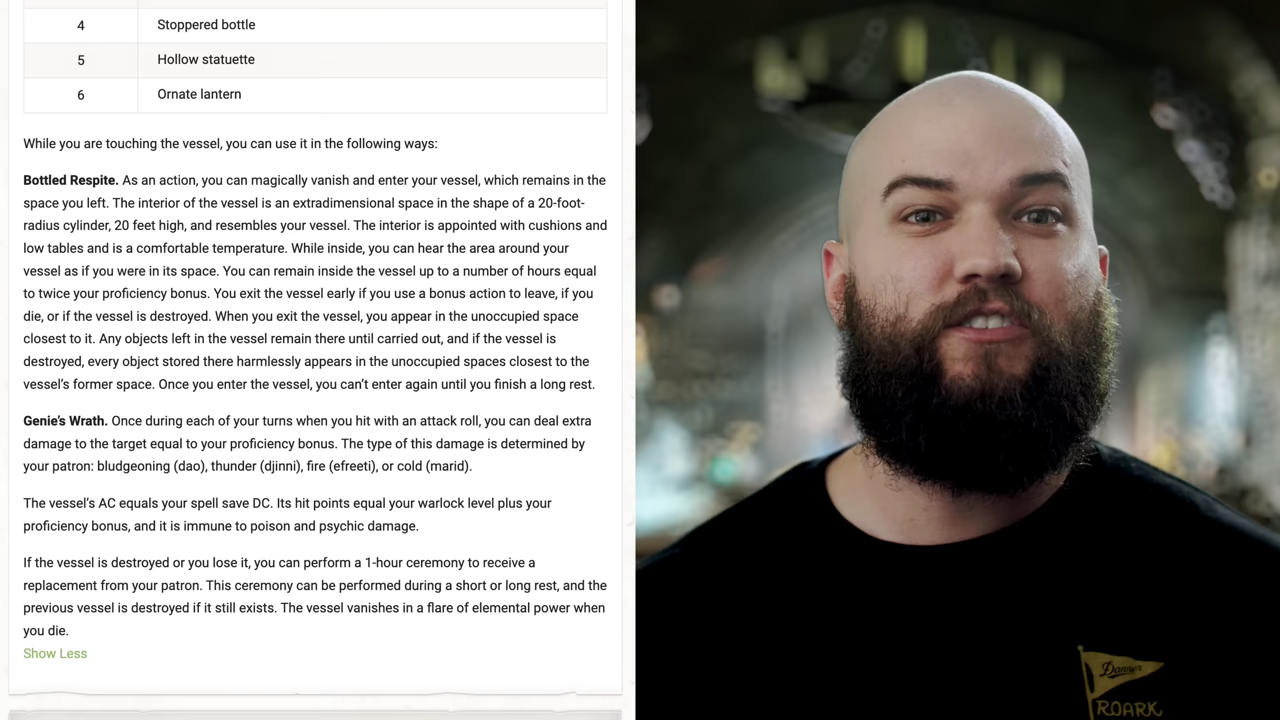 4 Stoppered bottle
5 Hollow statuette
6 Ornate lantern
While you are touching the vessel, you can use it in the following ways:
Bottled Respite. As an action, you can magically vanish and enter your vessel, which remains in the
space you left. The interior of the vessel is an extradimensional space in the shape of a 20-foot-
radius cylinder, 20 feet high, and resembles your vessel. The interior is appointed with cushions and
low tables and is a comfortable temperature. While inside, you can hear the area around your
vessel as if you were in its space. You can remain inside the vessel up to a number of hours equal
to twice your proficiency bonus. You exit the vessel early if you use a bonus action to leave, if you
die, or if the vessel is destroyed. When you exit the vessel, you appear in the unoccupied space
closest to it. Any objects left in the vessel remain there until carried out, and if the vessel is
destroyed, every object stored there harmlessly appears in the unoccupied spaces closest to the
vessel's former space. Once you enter the vessel, you can't enter again until you finish a long rest.
Genie's Wrath. Once during each of your turns when you hit with an attack roll, you can deal extra
damage to the target equal to your proficiency bonus. The type of this damage is determined by
your patron: bludgeoning (dao), thunder (djinni), fire (efreeti), or cold (marid).
The vessel's AC equals your spell save DC. Its hit points equal your warlock level plus your
proficiency bonus, and it is immune to poison and psychic damage.
If the vessel is destroyed or you lose it, you can perform a 1-hour ceremony to receive a
replacement from your patron. This ceremony can be performed during a short or long rest, and the
previous vessel is destroyed if it still exists. The vessel vanishes in a flare of elemental power when
you die.
Show Less
Danner
ROARK